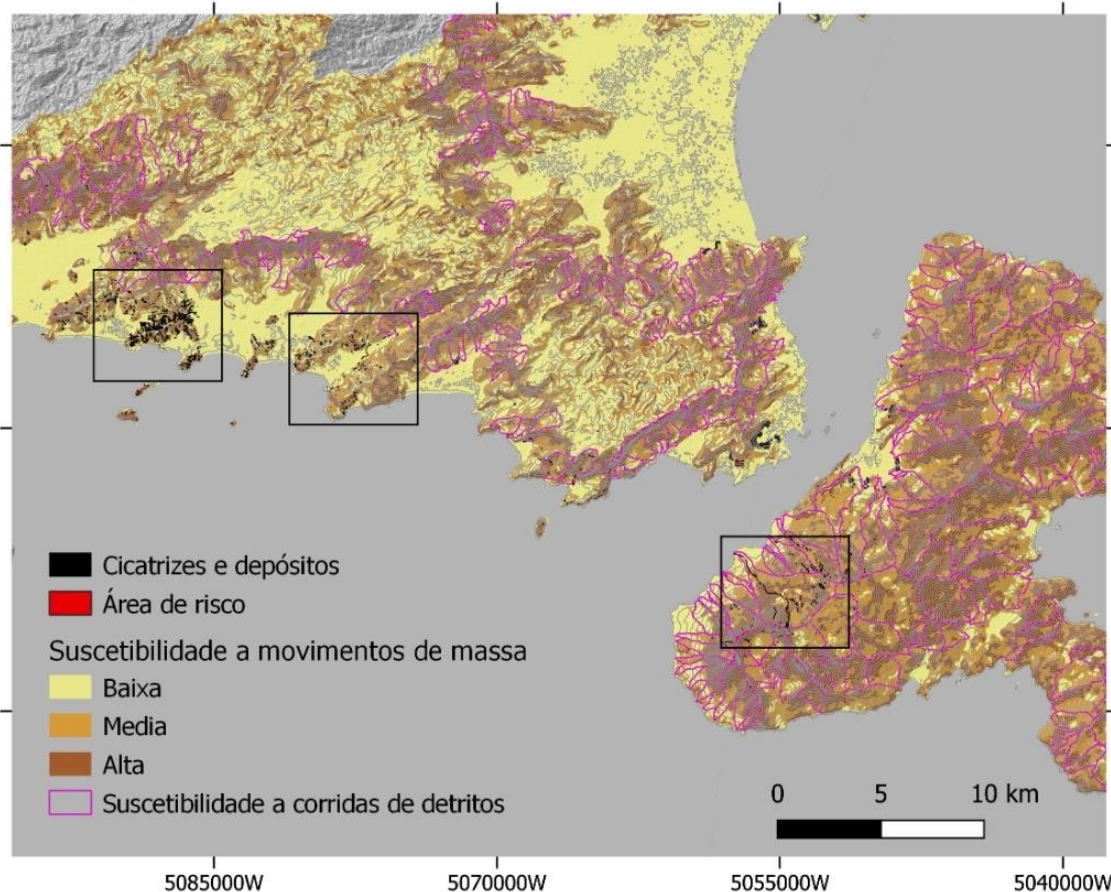 Cicatrizes e depósitos
Área de risco
Suscetibilidade a movimentos de massa
Baixa
Media
Alta
Suscetibilidade a corridas de detritos
0 5 10 km
5085000W 5070000W 5055000W 5040000W